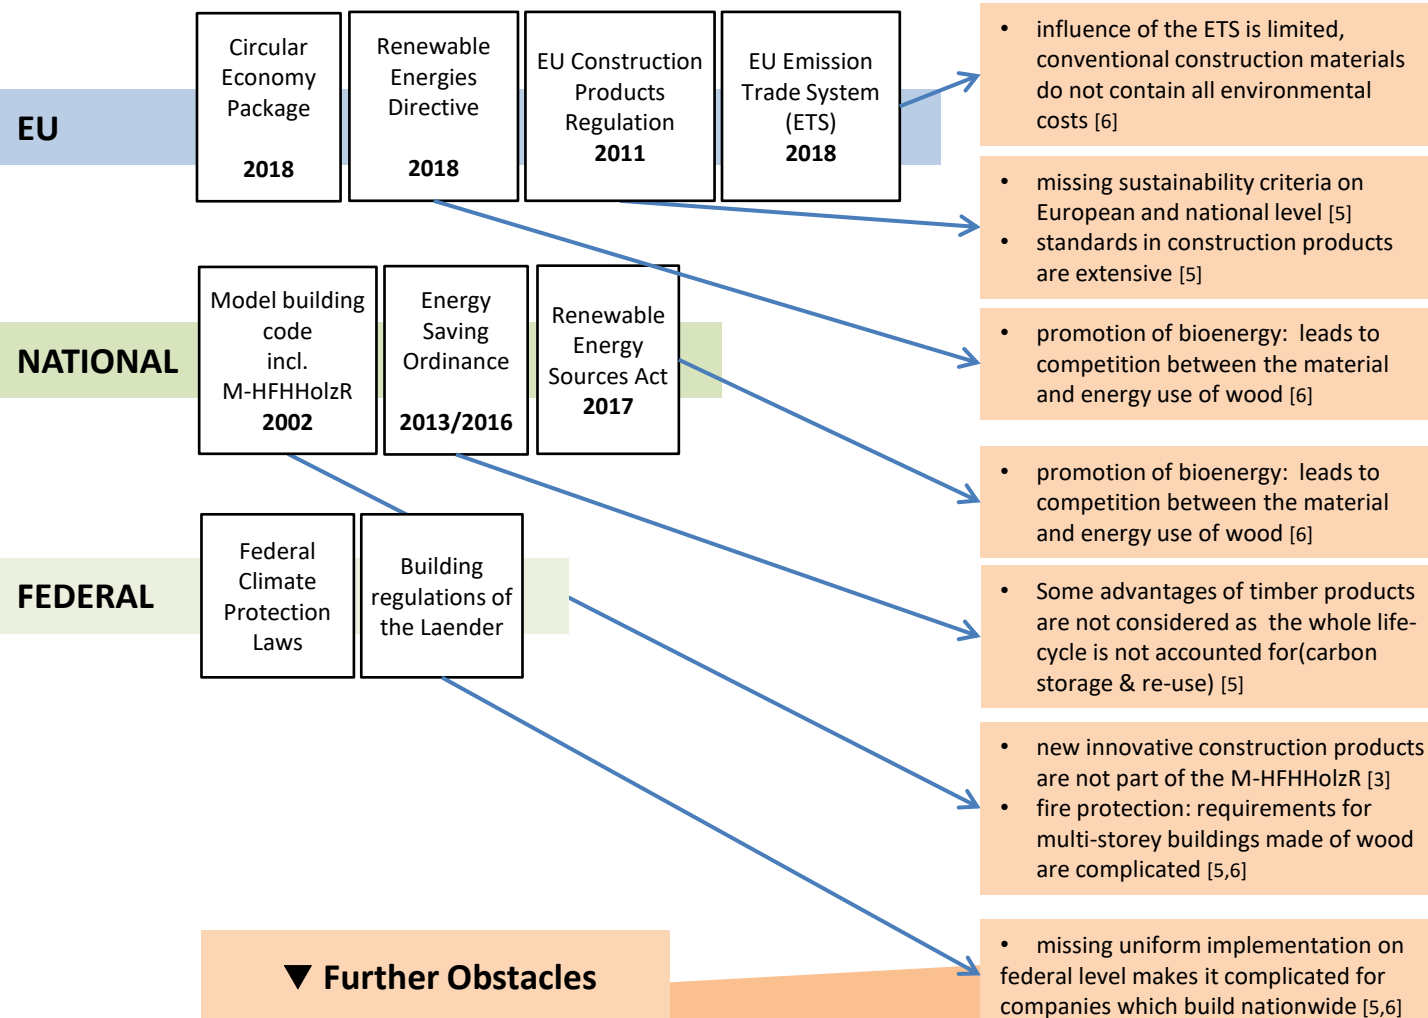 EU
Circular
Economy
Package
2018
Renewable
Energies
Directive
2018
EU Construction
Products
Regulation
2011
EU Emission
Trade System
(ETS)
2018
• influence of the ETS is limited,
conventional construction materials
do not contain all environmental
costs [6]
• missing sustainability criteria on
European and national level [5]
• standards in construction products
are extensive [5]
NATIONAL
Model building
code
incl.
M-HFHHolzR
2002
Energy
Saving
Ordinance
2013/2016
Renewable
Energy
Sources Act
2017
• promotion of bioenergy: leads to
competition between the material
and energy use of wood [6]
• promotion of bioenergy: leads to
competition between the material
and energy use of wood [6]
FEDERAL
Federal
Climate
Protection
Laws
Building
regulations of
the Laender
• Some advantages of timber products
are not considered as the whole life-
cycle is not accounted for(carbon
storage & re-use) [5]
• new innovative construction products
are not part of the M-HFHHolzR [3]
• fire protection: requirements for
multi-storey buildings made of wood
are complicated [5,6]
▼ Further Obstacles
• missing uniform implementation on
federal level makes it complicated for
companies which build nationwide [5,6]